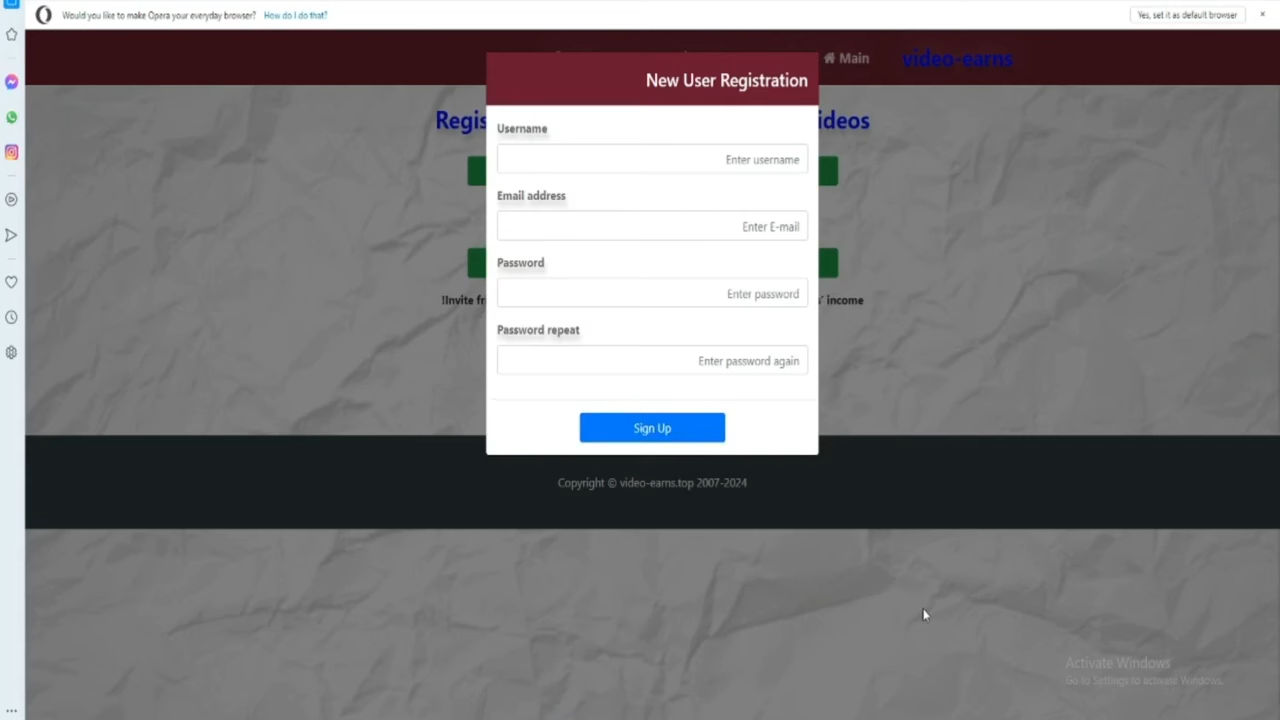 Would you like to make Opera your everyday browser? How do I do that? Yes, set it as default browser
Main video-earns
New User Registration
Regis ideos
Username
Enter username
Email address
Enter E-mail
Password
Enter password
!Invite fr ' income
Password repeat
Enter password again
Sign Up
Copyright © video-earns.top 2007-2024
Activate Windows
Go to Settings to activate Windows.